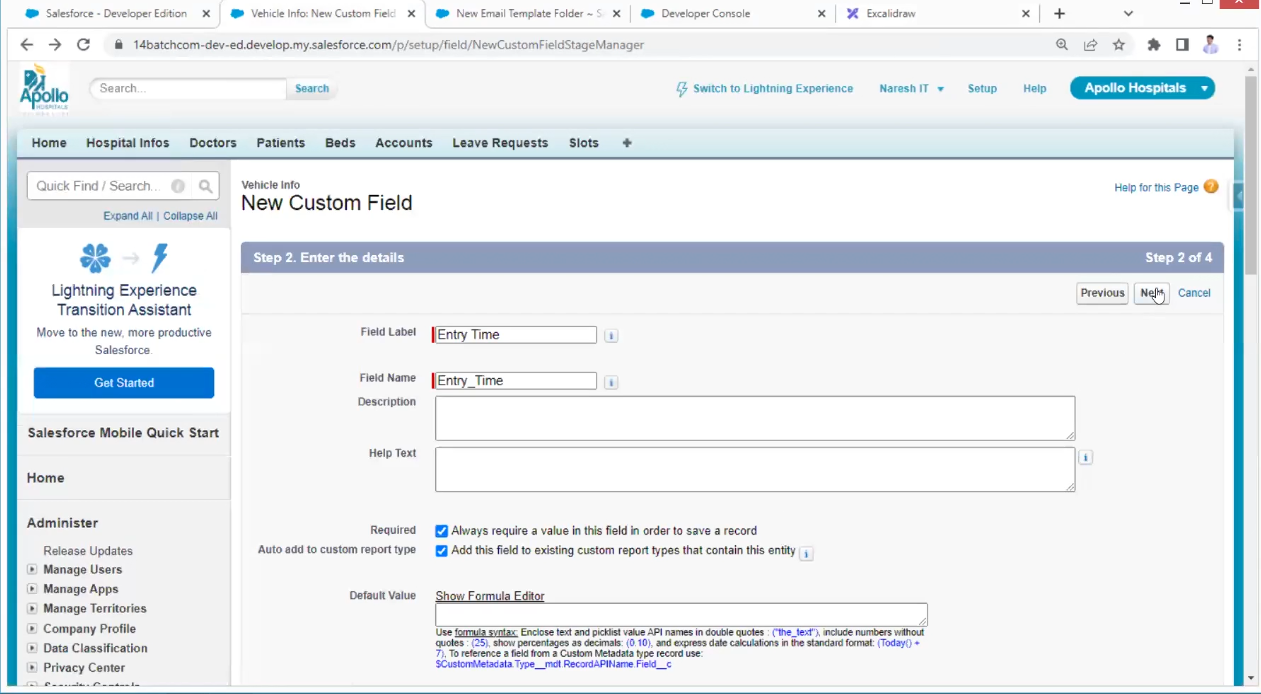 Salesforce - Developer Edition
Vehicle Info: New Custom Field
New Email Template Folder ~ S
Developer Console
Excalidraw
14batchcom-dev-ed.develop.my.salesforce.com/p/setup/field/NewCustomFieldStageManager
Apollo
HOSPITALS
Search...
Search
Switch to Lightning Experience
Naresh IT
Setup
Help
Apollo Hospitals
Home
Hospital Infos
Doctors
Patients
Beds
Accounts
Leave Requests
Slots
Quick Find / Search...
Expand All | Collapse All
Lightning Experience
Transition Assistant
Move to the new, more productive
Salesforce.
Get Started
Salesforce Mobile Quick Start
Home
Administer
Release Updates
Manage Users
Manage Apps
Manage Territories
Company Profile
Data Classification
Privacy Center
Security Controls
Vehicle Info
New Custom Field
Help for this Page
Step 2. Enter the details
Step 2 of 4
Previous
Next
Cancel
Field Label
Entry Time
Field Name
Entry_Time
Description
Help Text
Required
Always require a value in this field in order to save a record
Auto add to custom report type
Add this field to existing custom report types that contain this entity
Default Value
Show Formula Editor
Use formula syntax: Enclose text and picklist value API names in double quotes : ("the_text"), include numbers without
quotes : (25), show percentages as decimals: (0.10), and express date calculations in the standard format: (Today() +
7). To reference a field from a Custom Metadata type record use:
$CustomMetadata.Type__mdt.RecordAPIName.Field__c